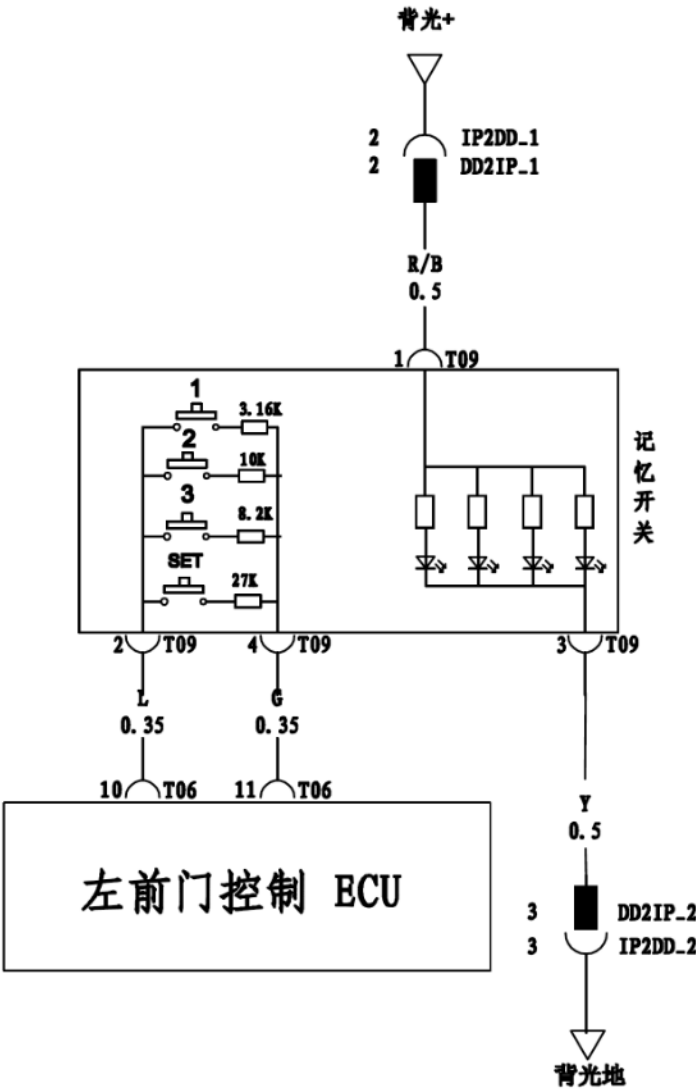 背光+
2 IP2DD_1
2 DD2IP_1
R/B
0.5
1 T09
1
3.16K
2
10K
3
8.2K
SET
27K
记忆开关
2 T09
4 T09
3 T09
L
0.35
G
0.35
10 T06
11 T06
Y
0.5
左前门控制 ECU
3 DD2IP_2
3 IP2DD_2
背光地